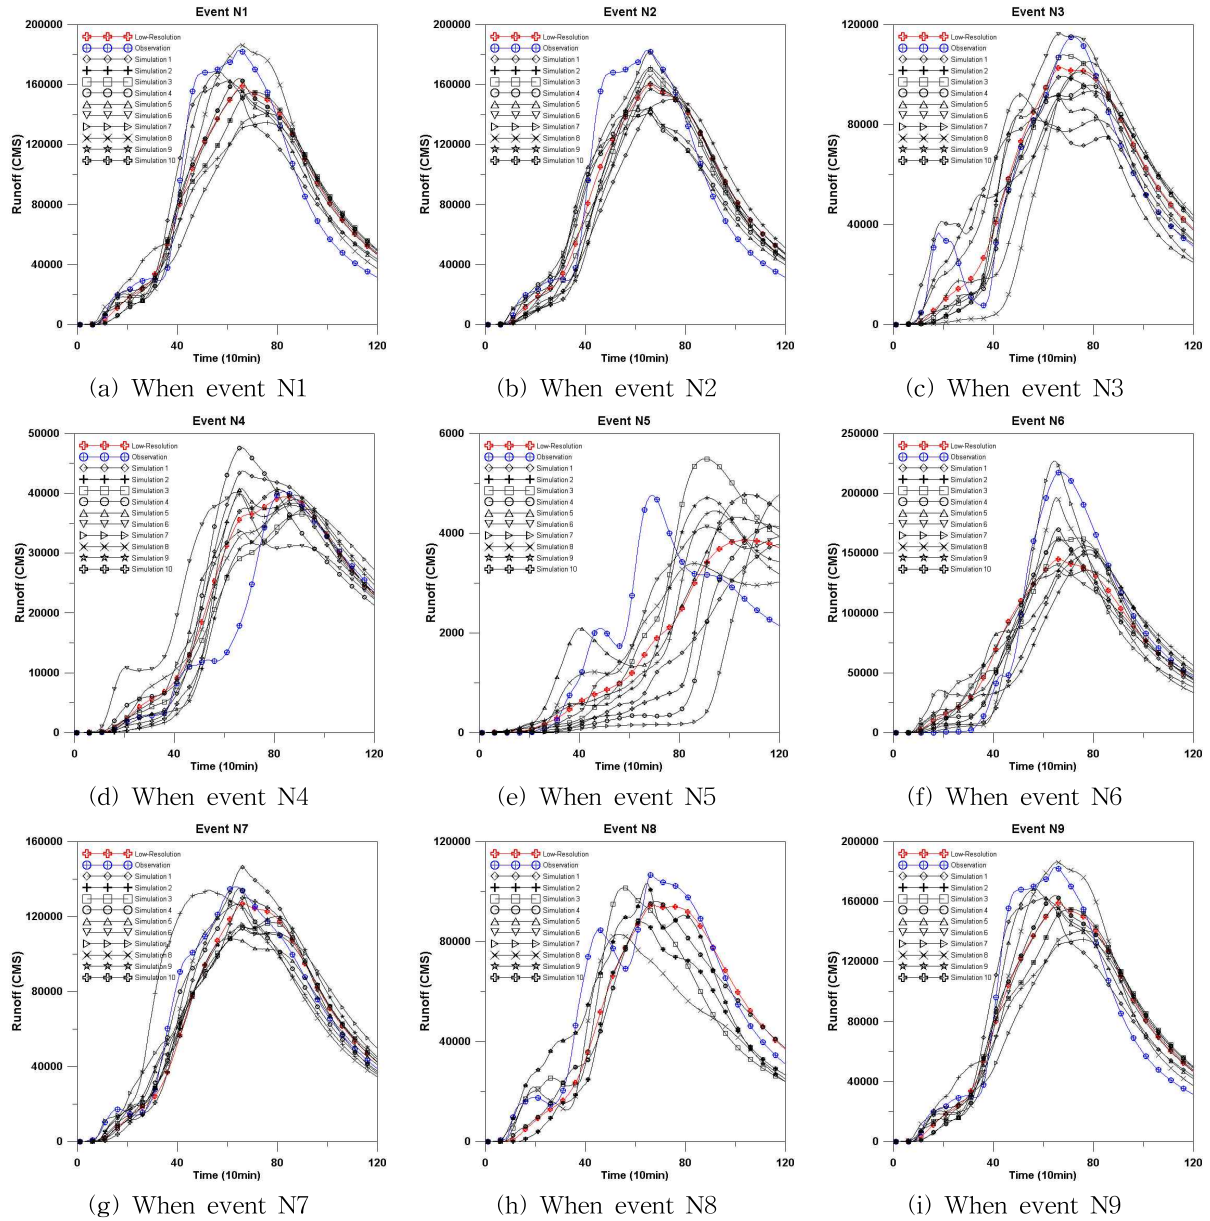 Event N1
Runoff (CMS)
200000
160000
120000
80000
40000
0
Low-Resolution
Observation
Simulation 1
Simulation 2
Simulation 3
Simulation 4
Simulation 5
Simulation 6
Simulation 7
Simulation 8
Simulation 9
Simulation 10
0 40 80 120
Time (10min)
(a) When event N1
Event N2
Runoff (CMS)
200000
160000
120000
80000
40000
0
Low-Resolution
Observation
Simulation 1
Simulation 2
Simulation 3
Simulation 4
Simulation 5
Simulation 6
Simulation 7
Simulation 8
Simulation 9
Simulation 10
0 40 80 120
Time (10min)
(b) When event N2
Event N3
Runoff (CMS)
120000
80000
40000
0
Low-Resolution
Observation
Simulation 1
Simulation 2
Simulation 3
Simulation 4
Simulation 5
Simulation 6
Simulation 7
Simulation 8
Simulation 9
Simulation 10
0 40 80 120
Time (10min)
(c) When event N3
Event N4
Runoff (CMS)
50000
40000
30000
20000
10000
0
Low-Resolution
Observation
Simulation 1
Simulation 2
Simulation 3
Simulation 4
Simulation 5
Simulation 6
Simulation 7
Simulation 8
Simulation 9
Simulation 10
0 40 80 120
Time (10min)
(d) When event N4
Event N5
Runoff (CMS)
6000
4000
2000
0
Low-Resolution
Observation
Simulation 1
Simulation 2
Simulation 3
Simulation 4
Simulation 5
Simulation 6
Simulation 7
Simulation 8
Simulation 9
Simulation 10
0 40 80 120
Time (10min)
(e) When event N5
Event N6
Runoff (CMS)
250000
200000
150000
100000
50000
0
Low-Resolution
Observation
Simulation 1
Simulation 2
Simulation 3
Simulation 4
Simulation 5
Simulation 6
Simulation 7
Simulation 8
Simulation 9
Simulation 10
0 40 80 120
Time (10min)
(f) When event N6
Event N7
Runoff (CMS)
160000
120000
80000
40000
0
Low-Resolution
Observation
Simulation 1
Simulation 2
Simulation 3
Simulation 4
Simulation 5
Simulation 6
Simulation 7
Simulation 8
Simulation 9
Simulation 10
0 40 80 120
Time (10min)
(g) When event N7
Event N8
Runoff (CMS)
120000
80000
40000
0
Low-Resolution
Observation
Simulation 1
Simulation 2
Simulation 3
Simulation 4
Simulation 5
Simulation 6
Simulation 7
Simulation 8
Simulation 9
Simulation 10
0 40 80 120
Time (10min)
(h) When event N8
Event N9
Runoff (CMS)
200000
160000
120000
80000
40000
0
Low-Resolution
Observation
Simulation 1
Simulation 2
Simulation 3
Simulation 4
Simulation 5
Simulation 6
Simulation 7
Simulation 8
Simulation 9
Simulation 10
0 40 80 120
Time (10min)
(i) When event N9